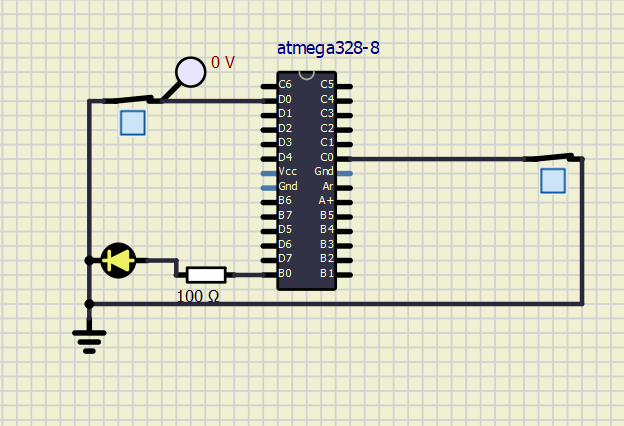 atmega328-8
0 V
C6 C5
D0 C4
D1 C3
D2 C2
D3 C1
D4 C0
Vcc Gnd
Gnd Ar
B6 A+
B7 B5
D5 B4
D6 B3
D7 B2
B0 B1
100 Ω